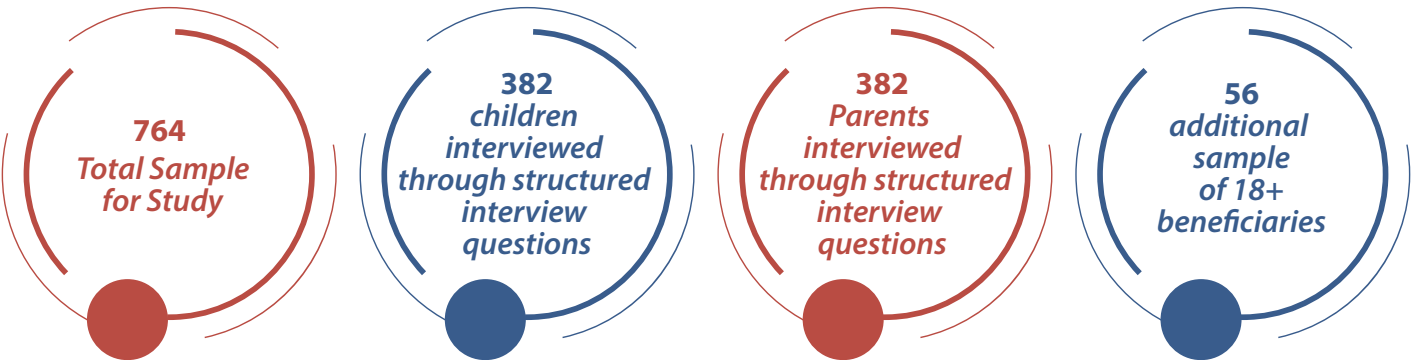 764
Total Sample
for Study
382
children
interviewed
through structured
interview
questions
382
Parents
interviewed
through structured
interview
questions
56
additional
sample
of 18+
beneficiaries